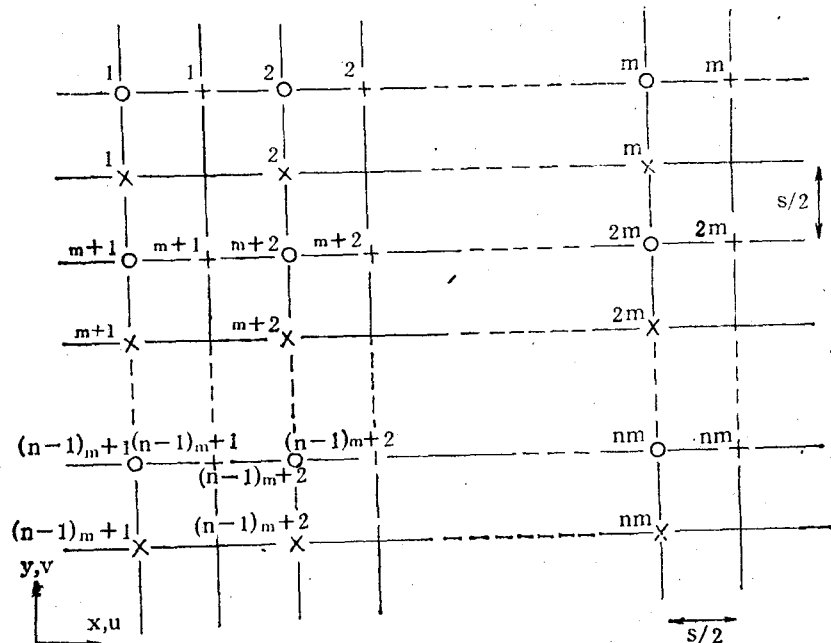 1 1 2 2 m m
1 2 m
s/2
m+1 m+1 m+2 m+2 2m 2m
m+1 m+2 2m
(n-1)m+1 (n-1)m+1 (n-1)m+2 nm nm
(n-1)m+2
(n-1)m+1 (n-1)m+2 nm
y,v
x,u
s/2